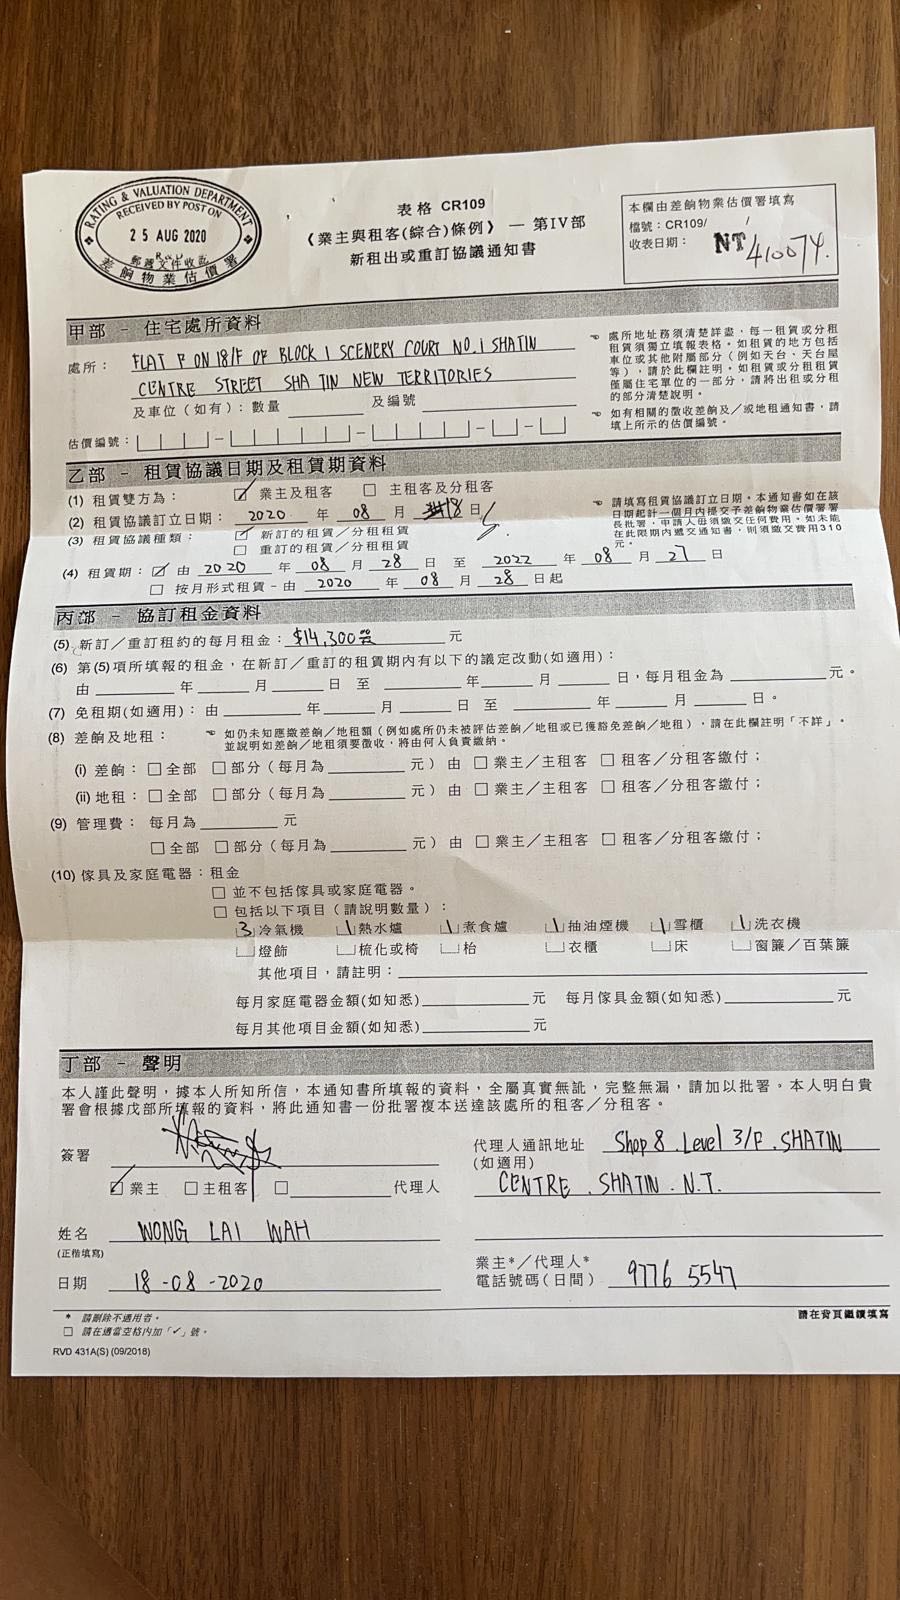 RATING & VALUATION DEPARTMENT
RECEIVED BY POST ON
25 AUG 2020
郵遞文件收訖
差餉物業估價署
表格 CR109
《業主與租客(綜合)條例》 — 第IV部
新租出或重訂協議通知書
本欄由差餉物業估價署填寫
檔號：CR109/ /
收表日期：
NT 410074.
甲部 － 住宅處所資料
處所： FLAT F ON 18/F OF BLOCK 1 SCENERY COURT NO.1 SHATIN
CENTRE STREET SHA TIN NEW TERRITORIES
及車位 (如有)：數量 及編號
估價編號：
處所地址務須清楚詳盡，每一租賃或分租
租賃須獨立填報表格。如租賃的地方包括
車位或其他附屬部分 (例如天台、天台屋
等)，請於此欄註明。如租賃或分租租賃
僅屬住宅單位的一部分，請將出租或分租
的部分清楚說明。
如有相關的徵收差餉及／或地租通知書，請
填上所示的估價編號。
乙部 － 租賃協議日期及租賃期資料
(1) 租賃雙方為： ✓ 業主及租客 □ 主租客及分租客
(2) 租賃協議訂立日期： 2020 年 08 月 18 日
(3) 租賃協議種類： ✓ 新訂的租賃／分租租賃
□ 重訂的租賃／分租租賃
(4) 租賃期： ✓ 由 2020 年 08 月 28 日 至 2022 年 08 月 27 日
□ 按月形式租賃－由 2020 年 08 月 28 日起
請填寫租賃協議訂立日期。本通知書如在該
日期起計一個月內提交予差餉物業估價署署
長批署，申請人毋須繳交任何費用。如未能
在此限期內遞交通知書，則須繳交費用310
元。
丙部 － 協訂租金資料
(5) 新訂／重訂租約的每月租金： $14,300 元
(6) 第(5)項所填報的租金，在新訂／重訂的租賃期內有以下的議定改動(如適用)：
由 年 月 日 至 年 月 日，每月租金為 元。
(7) 免租期(如適用)：由 年 月 日 至 年 月 日。
(8) 差餉及地租： 如仍未知應繳差餉／地租額 (例如處所仍未被評估差餉／地租或已獲豁免差餉／地租)，請在此欄註明「不詳」。
並說明如差餉／地租須要徵收，將由何人負責繳納。
(i) 差餉：□ 全部 □ 部分 (每月為 元) 由 □ 業主／主租客 □ 租客／分租客繳付；
(ii) 地租：□ 全部 □ 部分 (每月為 元) 由 □ 業主／主租客 □ 租客／分租客繳付；
(9) 管理費： 每月為 元
□ 全部 □ 部分 (每月為 元) 由 □ 業主／主租客 □ 租客／分租客繳付；
(10) 傢具及家庭電器：租金
□ 並不包括傢具或家庭電器。
□ 包括以下項目 (請說明數量)：
3 冷氣機 1 熱水爐 1 煮食爐 1 抽油煙機 1 雪櫃 1 洗衣機
燈飾 梳化或椅 枱 衣櫃 床 窗簾／百葉簾
其他項目，請註明：
每月家庭電器金額(如知悉) 元 每月傢具金額(如知悉) 元
每月其他項目金額(如知悉) 元
丁部 － 聲明
本人謹此聲明，據本人所知所信，本通知書所填報的資料，全屬真實無訛，完整無漏，請加以批署。本人明白貴
署會根據戊部所填報的資料，將此通知書一份批署複本送達該處所的租客／分租客。
簽署
✓ 業主 □ 主租客 □ 代理人
姓名 WONG LAI WAH
(正楷填寫)
日期 18-08-2020
代理人通訊地址 Shop 8 . Level 3/F . SHATIN
(如適用)
CENTRE . SHATIN . N.T.
業主*／代理人*
電話號碼(日間) 9776 5547
* 請刪除不適用者。
□ 請在適當空格內加「✓」號。
請在背頁繼續填寫
RVD 431A(S) (09/2018)